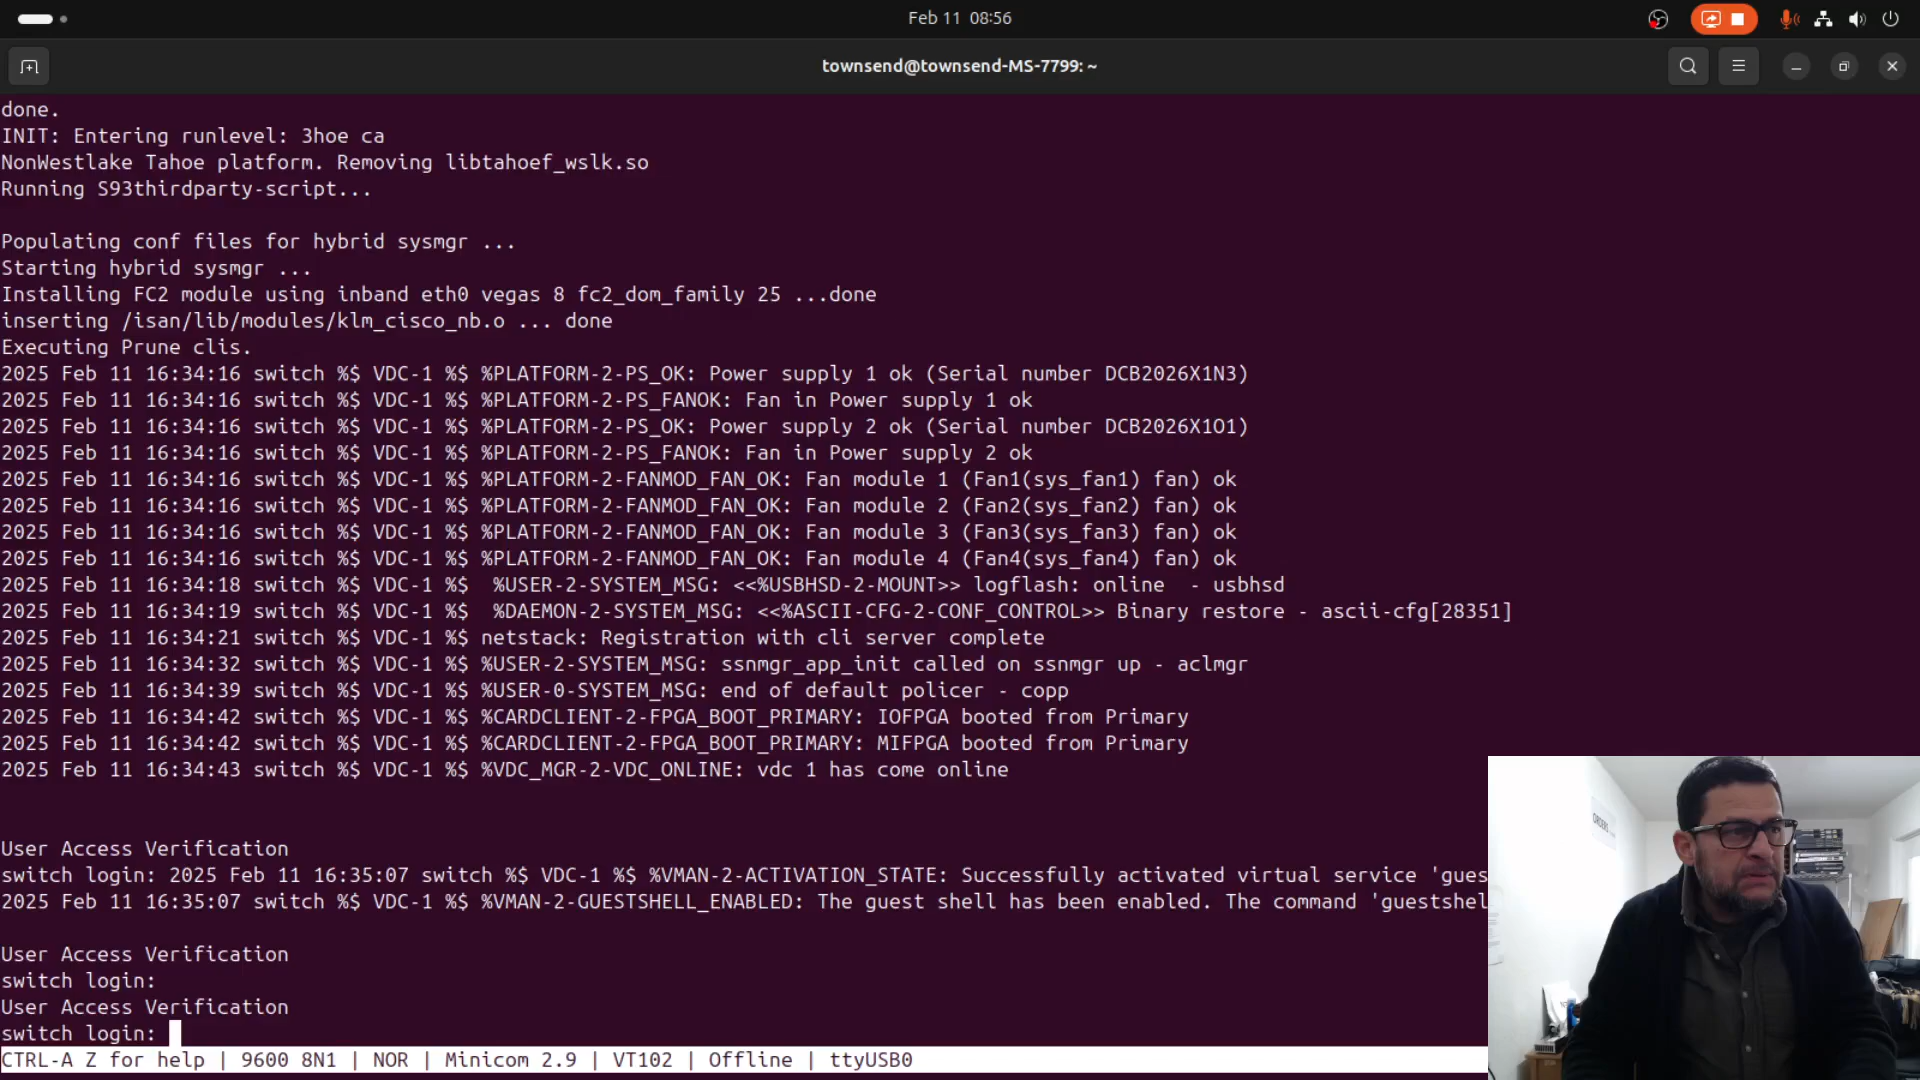 Feb 11 08:56
townsend@townsend-MS-7799: ~
done.
INIT: Entering runlevel: 3hoe ca
NonWestlake Tahoe platform. Removing libtahoef_wslk.so
Running S93thirdparty-script...
Populating conf files for hybrid sysmgr ...
Starting hybrid sysmgr ...
Installing FC2 module using inband eth0 vegas 8 fc2_dom_family 25 ...done
inserting /isan/lib/modules/klm_cisco_nb.o ... done
Executing Prune clis.
2025 Feb 11 16:34:16 switch %$ VDC-1 %$ %PLATFORM-2-PS_OK: Power supply 1 ok (Serial number DCB2026X1N3)
2025 Feb 11 16:34:16 switch %$ VDC-1 %$ %PLATFORM-2-PS_FANOK: Fan in Power supply 1 ok
2025 Feb 11 16:34:16 switch %$ VDC-1 %$ %PLATFORM-2-PS_OK: Power supply 2 ok (Serial number DCB2026X1O1)
2025 Feb 11 16:34:16 switch %$ VDC-1 %$ %PLATFORM-2-PS_FANOK: Fan in Power supply 2 ok
2025 Feb 11 16:34:16 switch %$ VDC-1 %$ %PLATFORM-2-FANMOD_FAN_OK: Fan module 1 (Fan1(sys_fan1) fan) ok
2025 Feb 11 16:34:16 switch %$ VDC-1 %$ %PLATFORM-2-FANMOD_FAN_OK: Fan module 2 (Fan2(sys_fan2) fan) ok
2025 Feb 11 16:34:16 switch %$ VDC-1 %$ %PLATFORM-2-FANMOD_FAN_OK: Fan module 3 (Fan3(sys_fan3) fan) ok
2025 Feb 11 16:34:16 switch %$ VDC-1 %$ %PLATFORM-2-FANMOD_FAN_OK: Fan module 4 (Fan4(sys_fan4) fan) ok
2025 Feb 11 16:34:18 switch %$ VDC-1 %$  %USER-2-SYSTEM_MSG: <<%USBHSD-2-MOUNT>> logflash: online  - usbhsd
2025 Feb 11 16:34:19 switch %$ VDC-1 %$  %DAEMON-2-SYSTEM_MSG: <<%ASCII-CFG-2-CONF_CONTROL>> Binary restore - ascii-cfg[28351]
2025 Feb 11 16:34:21 switch %$ VDC-1 %$ netstack: Registration with cli server complete
2025 Feb 11 16:34:32 switch %$ VDC-1 %$ %USER-2-SYSTEM_MSG: ssnmgr_app_init called on ssnmgr up - aclmgr
2025 Feb 11 16:34:39 switch %$ VDC-1 %$ %USER-0-SYSTEM_MSG: end of default policer - copp
2025 Feb 11 16:34:42 switch %$ VDC-1 %$ %CARDCLIENT-2-FPGA_BOOT_PRIMARY: IOFPGA booted from Primary
2025 Feb 11 16:34:42 switch %$ VDC-1 %$ %CARDCLIENT-2-FPGA_BOOT_PRIMARY: MIFPGA booted from Primary
2025 Feb 11 16:34:43 switch %$ VDC-1 %$ %VDC_MGR-2-VDC_ONLINE: vdc 1 has come online
User Access Verification
switch login: 2025 Feb 11 16:35:07 switch %$ VDC-1 %$ %VMAN-2-ACTIVATION_STATE: Successfully activated virtual service 'gues
2025 Feb 11 16:35:07 switch %$ VDC-1 %$ %VMAN-2-GUESTSHELL_ENABLED: The guest shell has been enabled. The command 'guestshel
User Access Verification
switch login:
User Access Verification
switch login:
CTRL-A Z for help | 9600 8N1 | NOR | Minicom 2.9 | VT102 | Offline | ttyUSB0
ORDERS